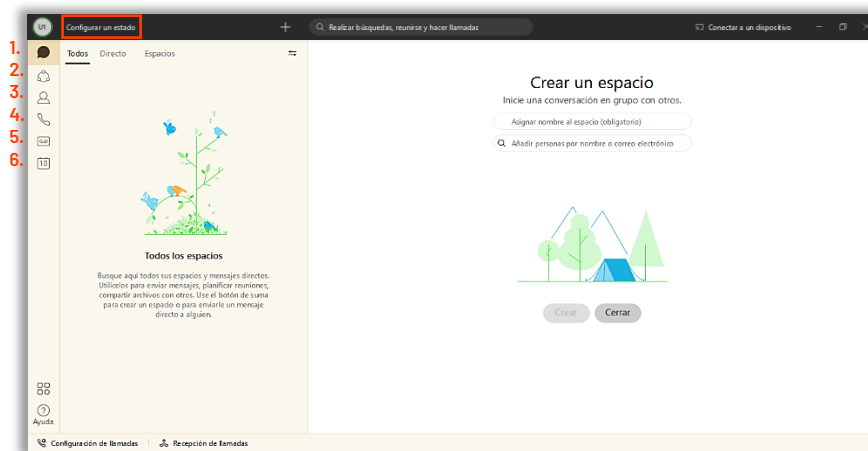 U1
Configurar un estado
Realizar búsquedas, reunirse y hacer llamadas
Conectar a un dispositivo
1.
2.
3.
4.
5.
6.
10
Todos Directo Espacios
Todos los espacios
Busque aquí todos sus espacios y mensajes directos.
Utilícelos para enviar mensajes, planificar reuniones,
compartir archivos con otros. Use el botón de suma
para crear un espacio o para enviarle un mensaje
directo a alguien.
Crear un espacio
Inicie una conversación en grupo con otros.
Asignar nombre al espacio (obligatorio)
Añadir personas por nombre o correo electrónico
Crear Cerrar
Ayuda
Configuración de llamadas Recepción de llamadas